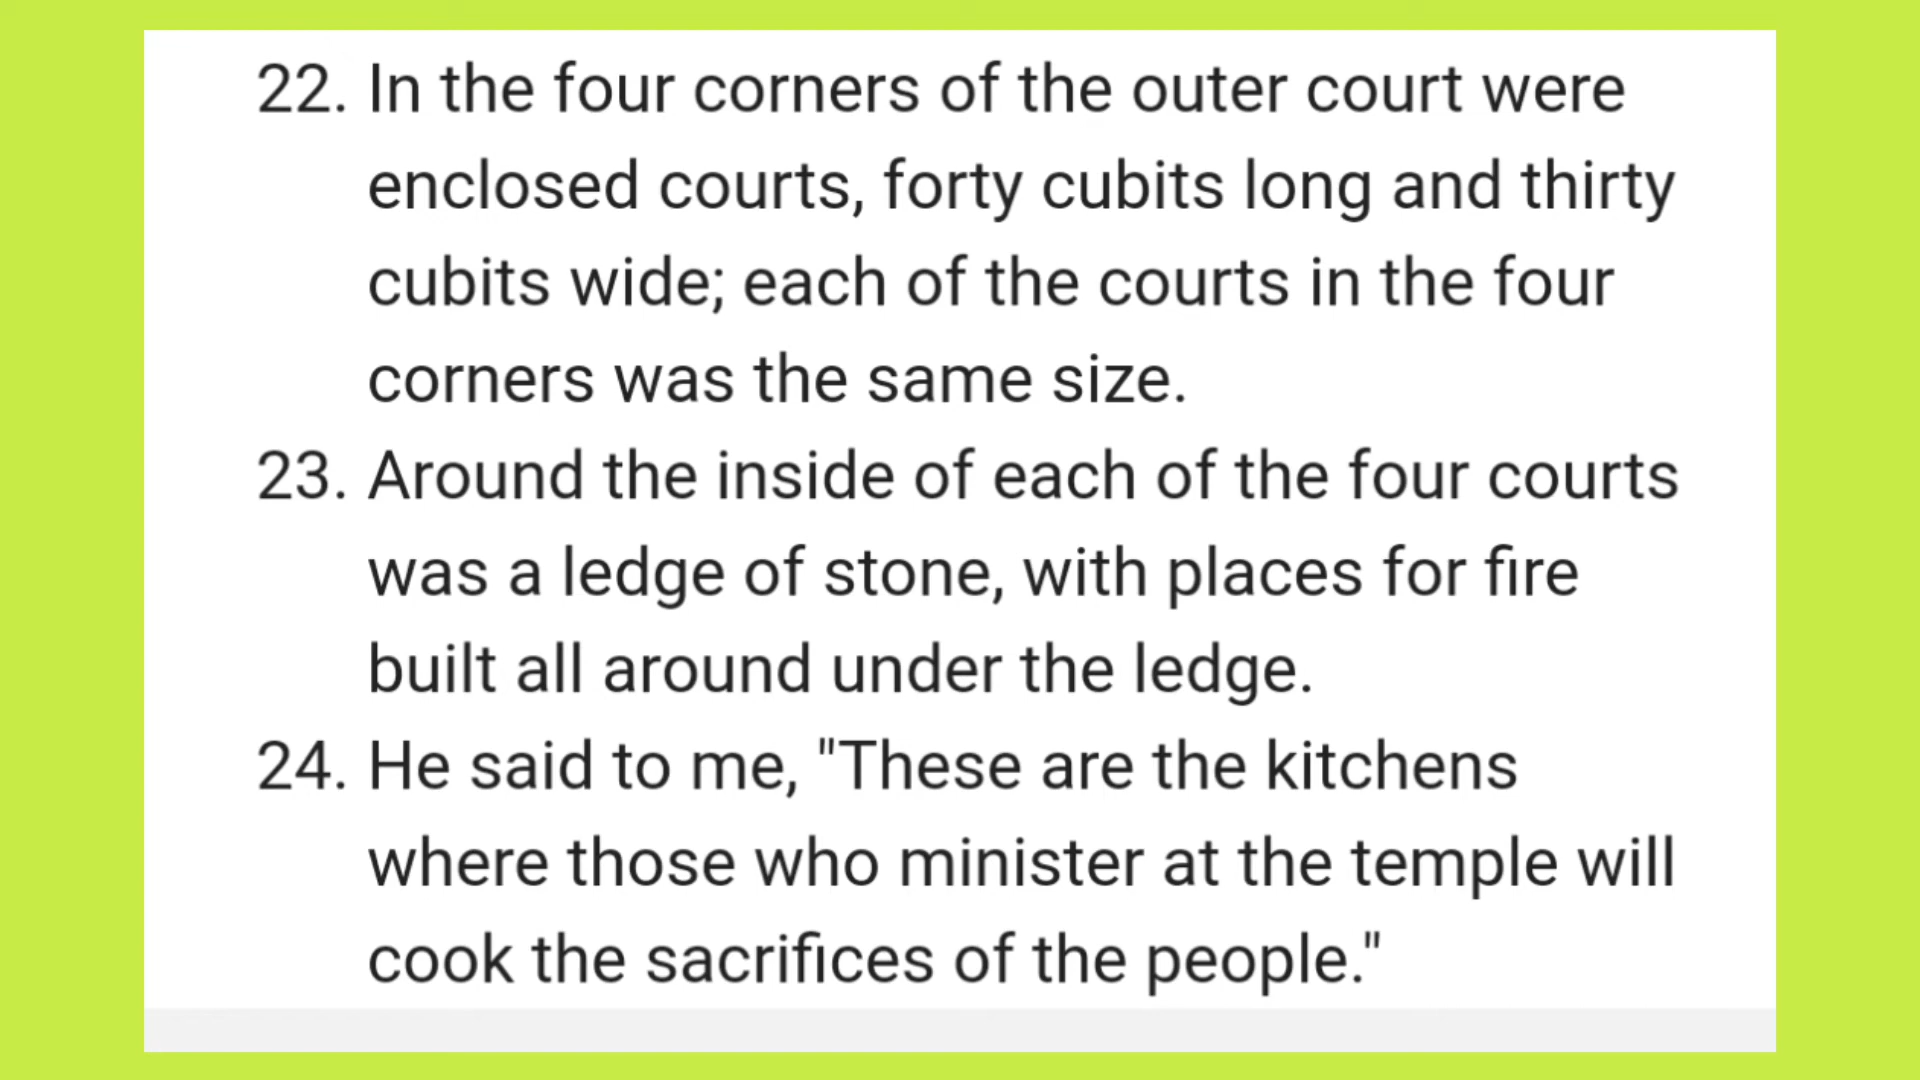 22. In the four corners of the outer court were
enclosed courts, forty cubits long and thirty
cubits wide; each of the courts in the four
corners was the same size.
23. Around the inside of each of the four courts
was a ledge of stone, with places for fire
built all around under the ledge.
24. He said to me, "These are the kitchens
where those who minister at the temple will
cook the sacrifices of the people."